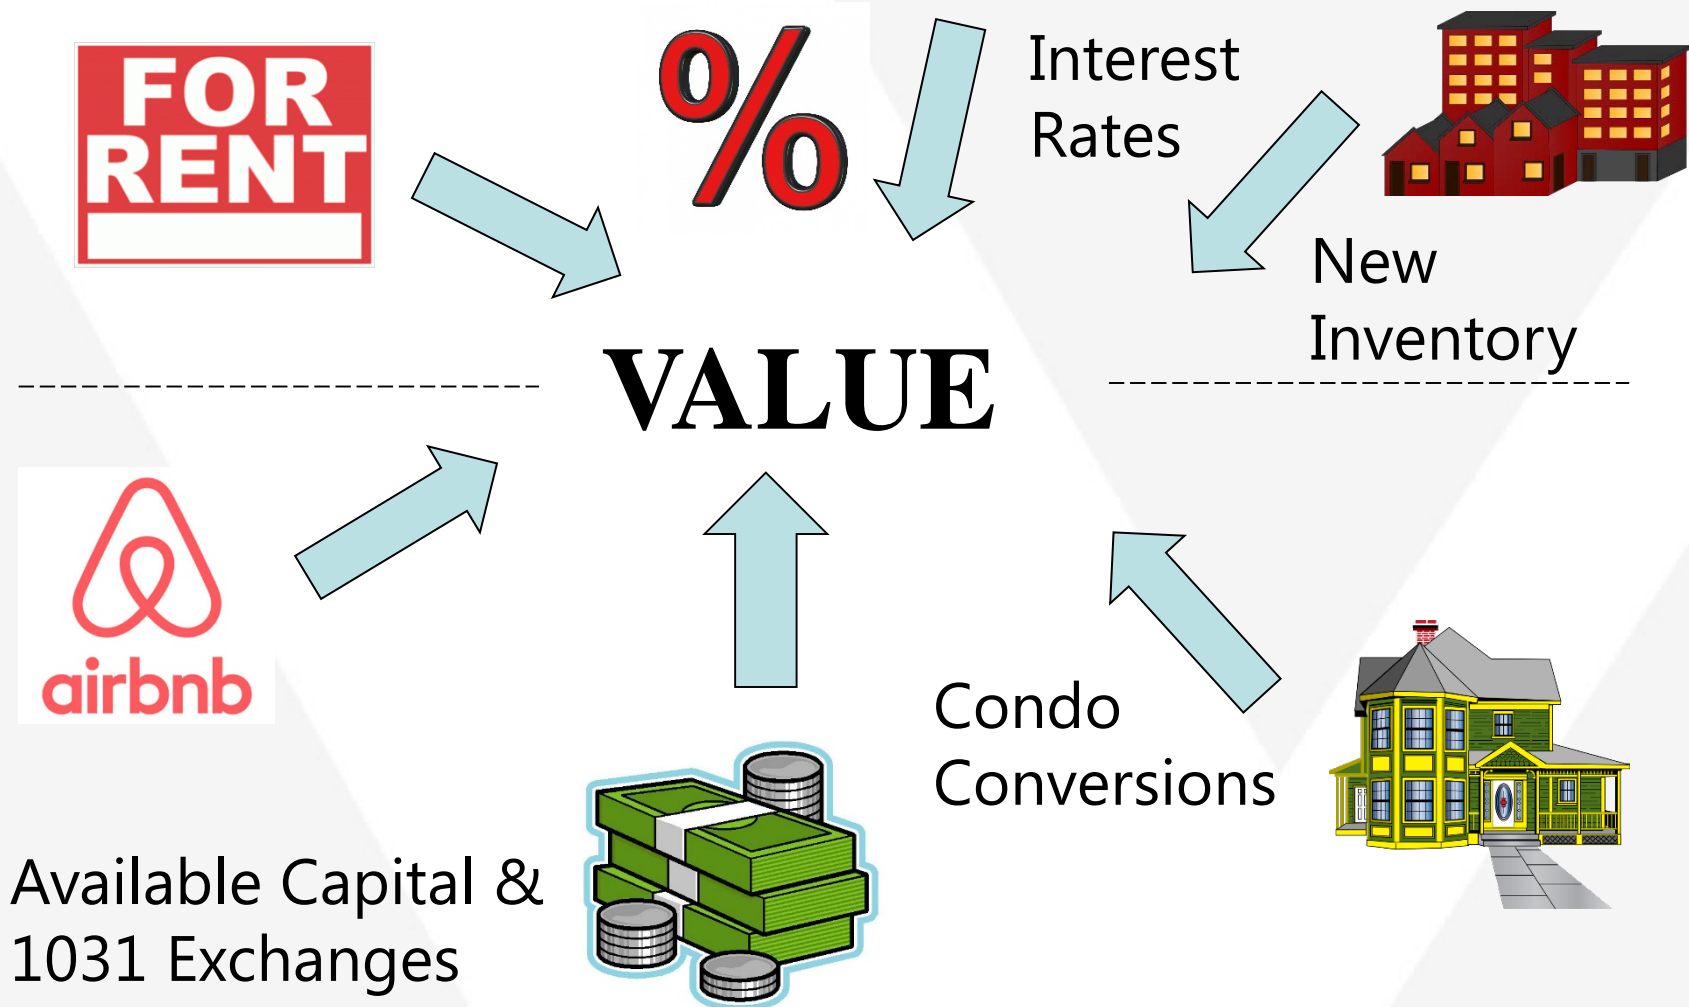 FOR
RENT
%
Interest
Rates
New
Inventory
VALUE
airbnb
Condo
Conversions
Available Capital &
1031 Exchanges